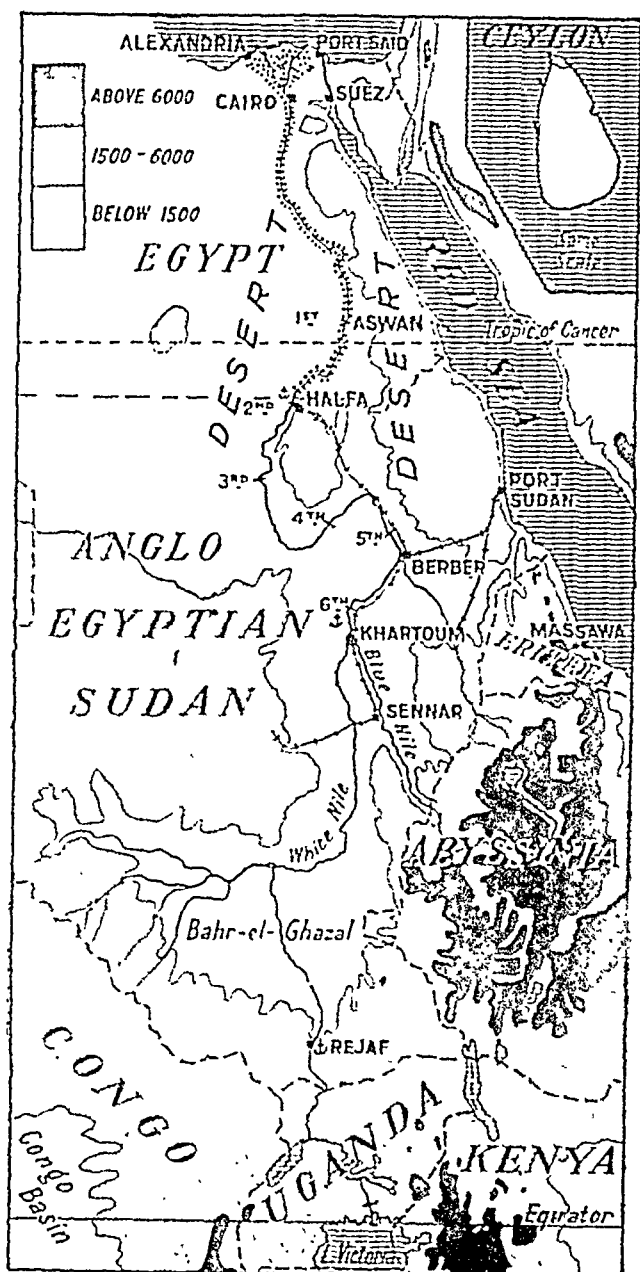 ALEXANDRIA
PORT SAID
CEYLON
Same
Scale
ABOVE 6000
1500 - 6000
BELOW 1500
CAIRO
SUEZ
EGYPT
DESERT
DESERT
RED
SEA
1ST
ASWAN
Tropic of Cancer
2ND
HALFA
3RD
4TH
5TH
PORT
SUDAN
BERBER
ANGLO
EGYPTIAN
SUDAN
6TH
KHARTOUM
MASSAWA
ERITREA
Blue Nile
SENNAR
White Nile
ABYSSINIA
Bahr-el-Ghazal
REJAF
CONGO
Congo
Basin
UGANDA
KENYA
Equator
L. Victoria